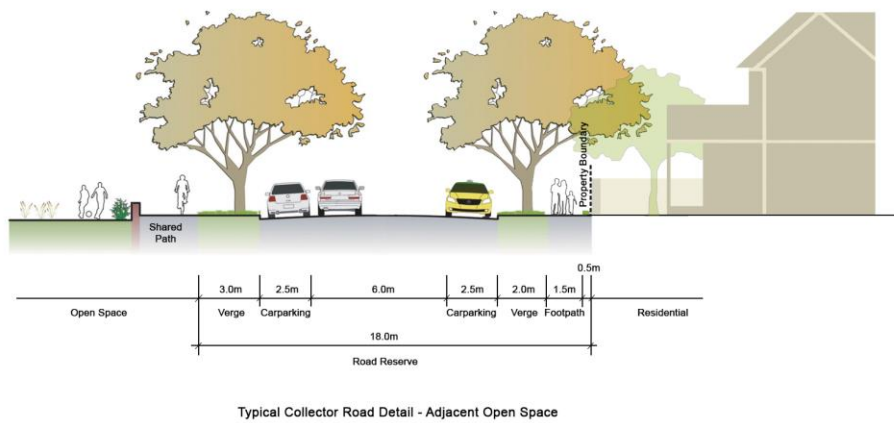 Property Boundary
Shared
Path
0.5m
3.0m 2.5m 6.0m 2.5m 2.0m 1.5m
Open Space Verge Carparking Carparking Verge Footpath Residential
18.0m
Road Reserve
Typical Collector Road Detail - Adjacent Open Space